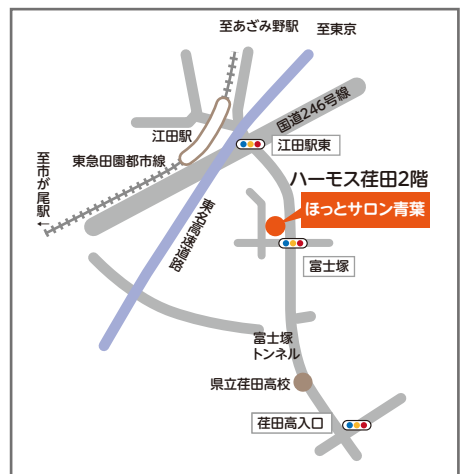 至あざみ野駅
至東京
国道246号線
江田駅
江田駅東
東急田園都市線
至市が尾駅→
ハーモス荏田2階
ほっとサロン青葉
東名高速道路
富士塚
富士塚
トンネル
県立荏田高校
荏田高入口